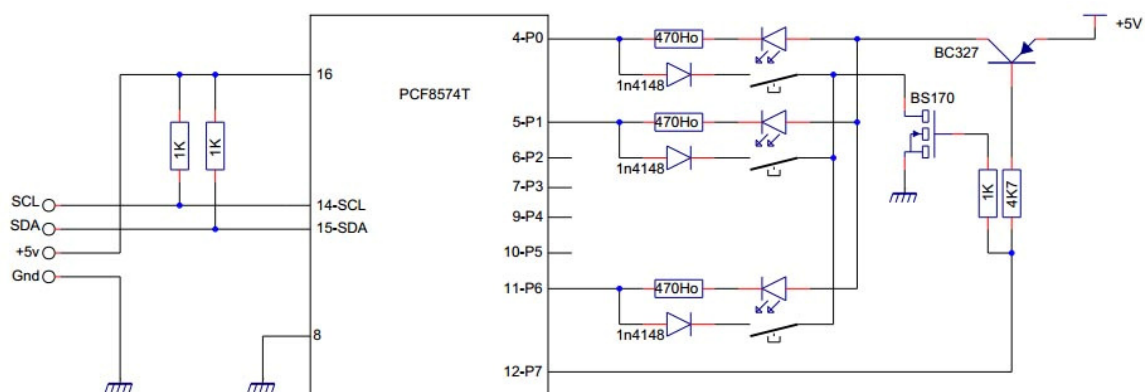 +5V
4-P0
470Ho
BC327
16
1n4148
PCF8574T
BS170
5-P1
470Ho
1K
1K
6-P2
1n4148
7-P3
1K
4K7
SCL
14-SCL
9-P4
SDA
15-SDA
+5v
10-P5
Gnd
11-P6
470Ho
8
1n4148
12-P7